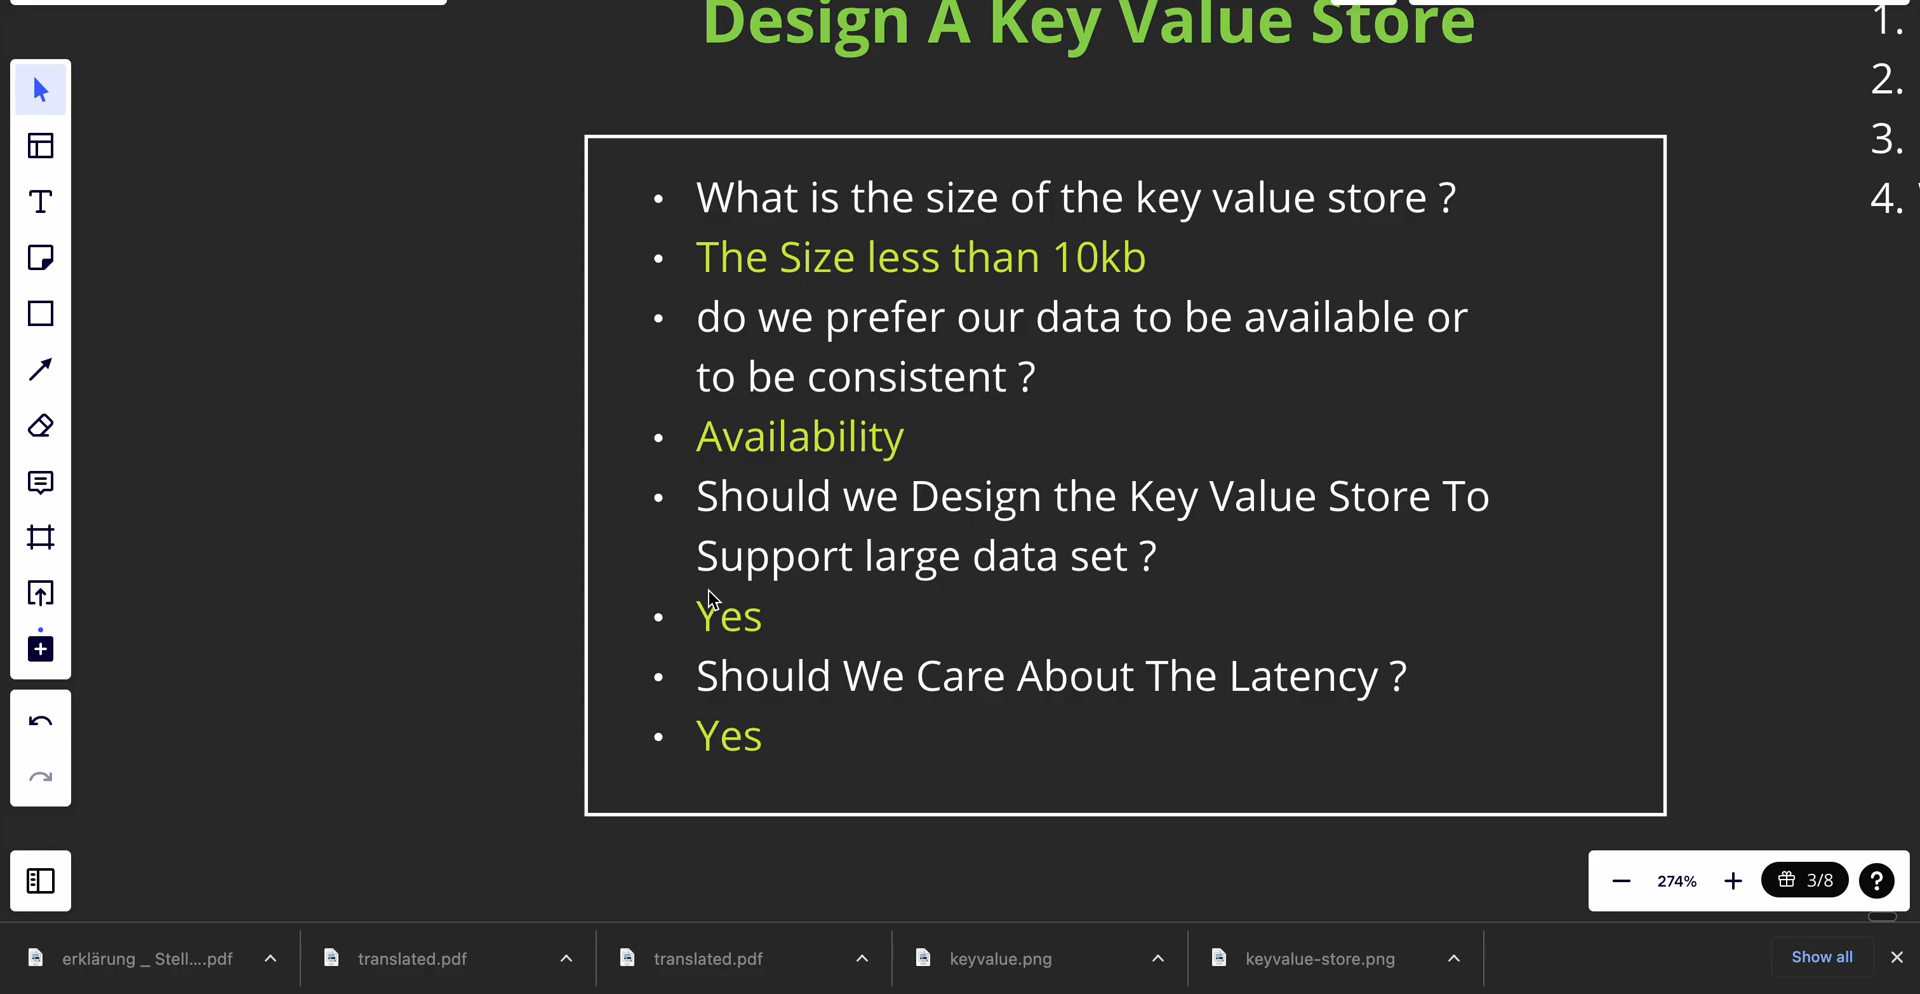 Design A Key Value Store
1.
2.
3.
4.
• What is the size of the key value store ?
• The Size less than 10kb
• do we prefer our data to be available or
to be consistent ?
• Availability
• Should we Design the Key Value Store To
Support large data set ?
• Yes
• Should We Care About The Latency ?
• Yes
T
274%
3/8
?
erklärung _ Stell....pdf
translated.pdf
translated.pdf
keyvalue.png
keyvalue-store.png
Show all